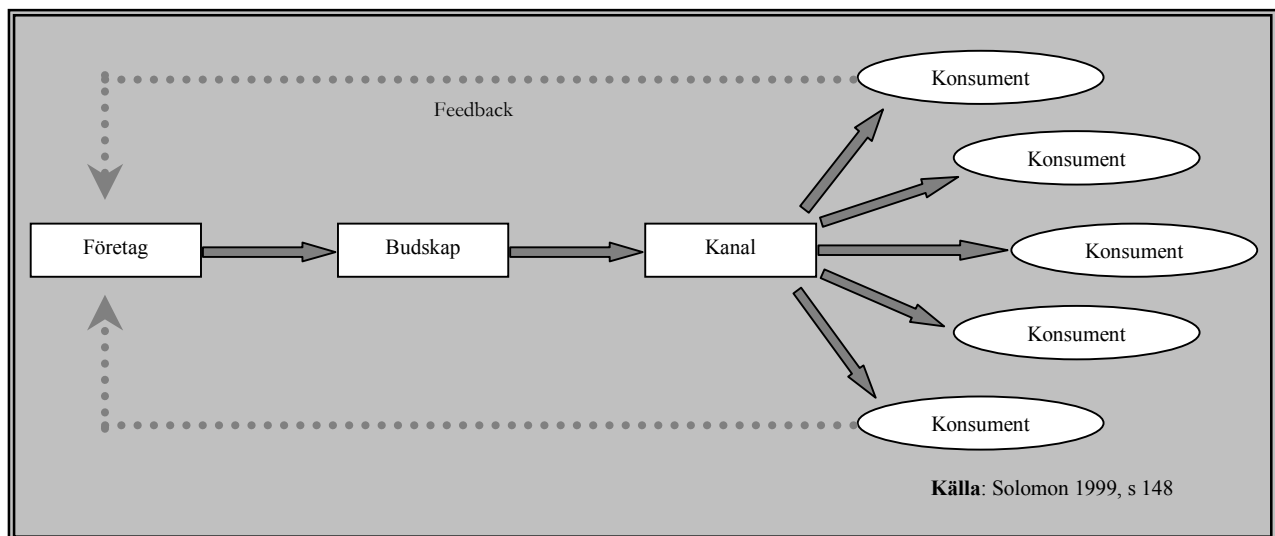 Konsument
Feedback
Konsument
Företag
Budskap
Kanal
Konsument
Konsument
Konsument
Källa: Solomon 1999, s 148